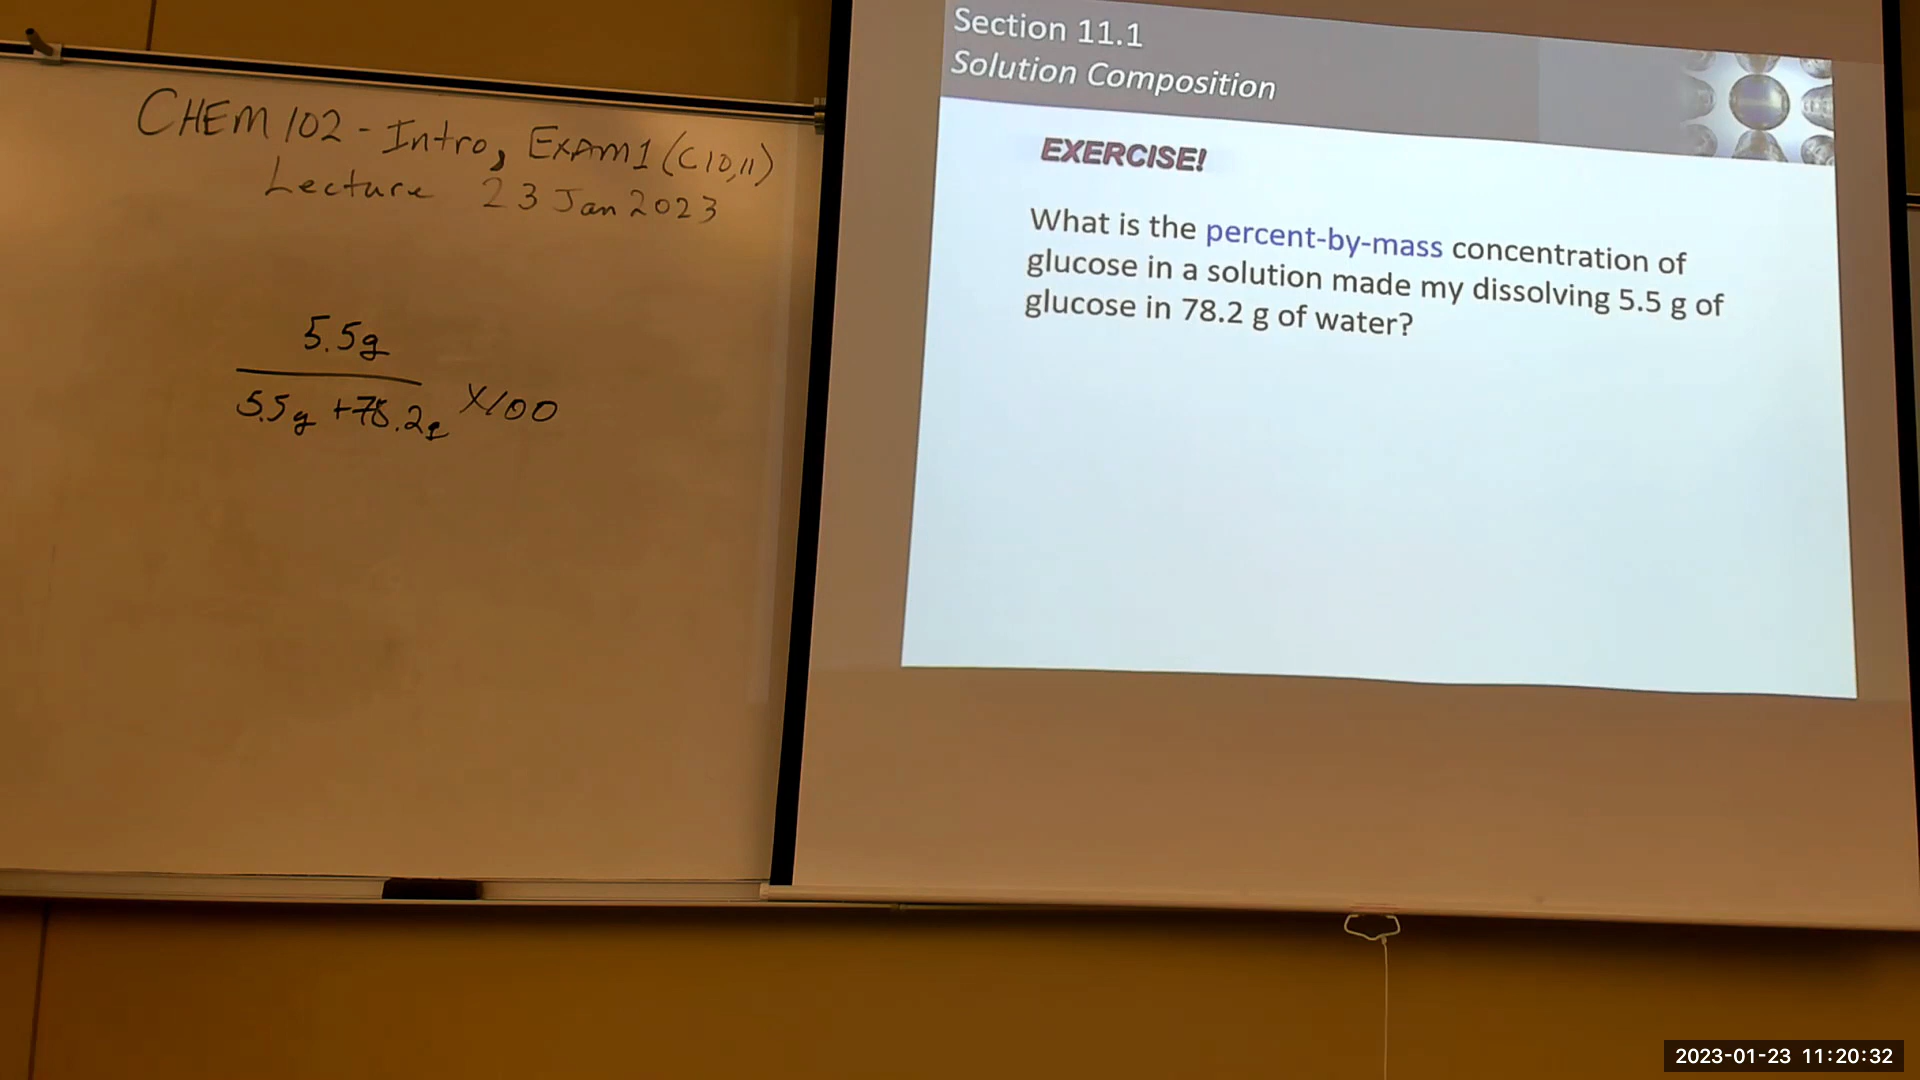 CHEM 102 - Intro, EXAM 1 (C10,11)
Lecture 23 Jan 2023
5.5g
5.5g + 78.2g X100
Section 11.1
Solution Composition
EXERCISE!
What is the percent-by-mass concentration of
glucose in a solution made my dissolving 5.5 g of
glucose in 78.2 g of water?
2023-01-23 11:20:32